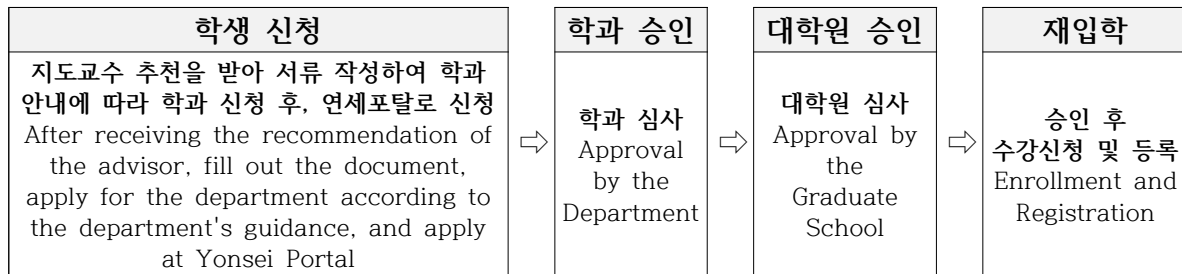 학생 신청
지도교수 추천을 받아 서류 작성하여 학과
안내에 따라 학과 신청 후, 연세포탈로 신청
After receiving the recommendation of
the advisor, fill out the document,
apply for the department according to
the department's guidance, and apply
at Yonsei Portal
⇨
학과 승인
학과 심사
Approval
by the
Department
⇨
대학원 승인
대학원 심사
Approval by
the
Graduate
School
⇨
재입학
승인 후
수강신청 및 등록
Enrollment and
Registration